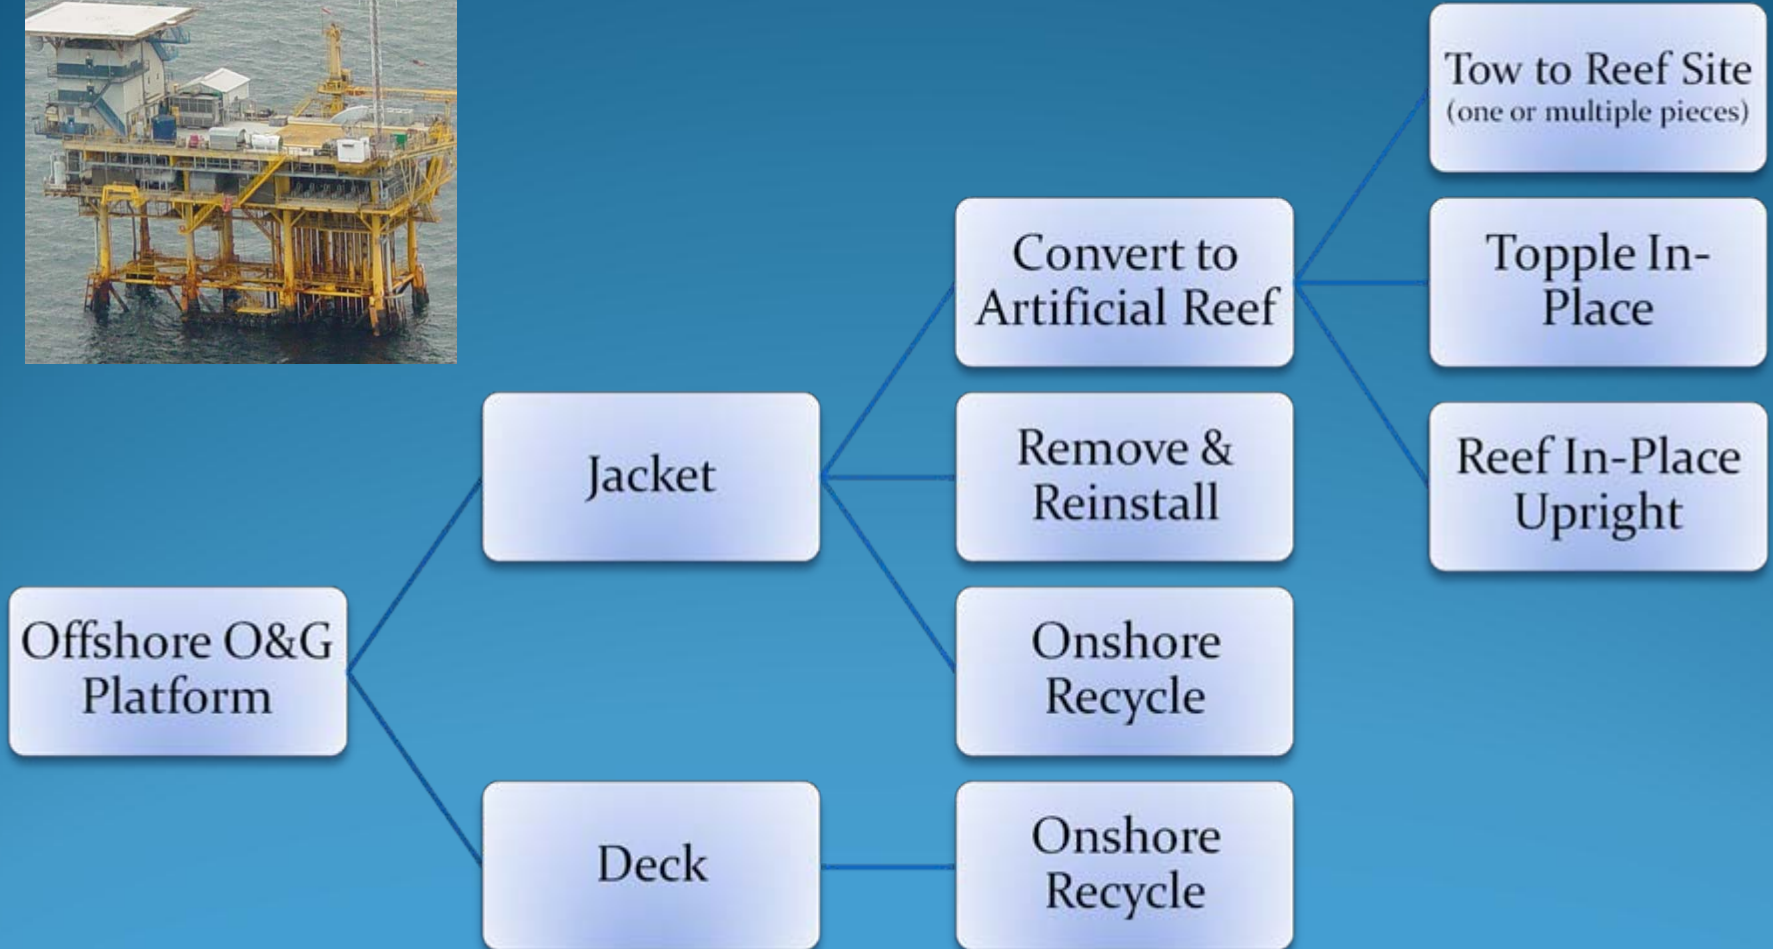 Offshore O&G
Platform
Jacket
Deck
Convert to
Artificial Reef
Remove &
Reinstall
Onshore
Recycle
Onshore
Recycle
Tow to Reef Site
(one or multiple pieces)
Topple In-
Place
Reef In-Place
Upright